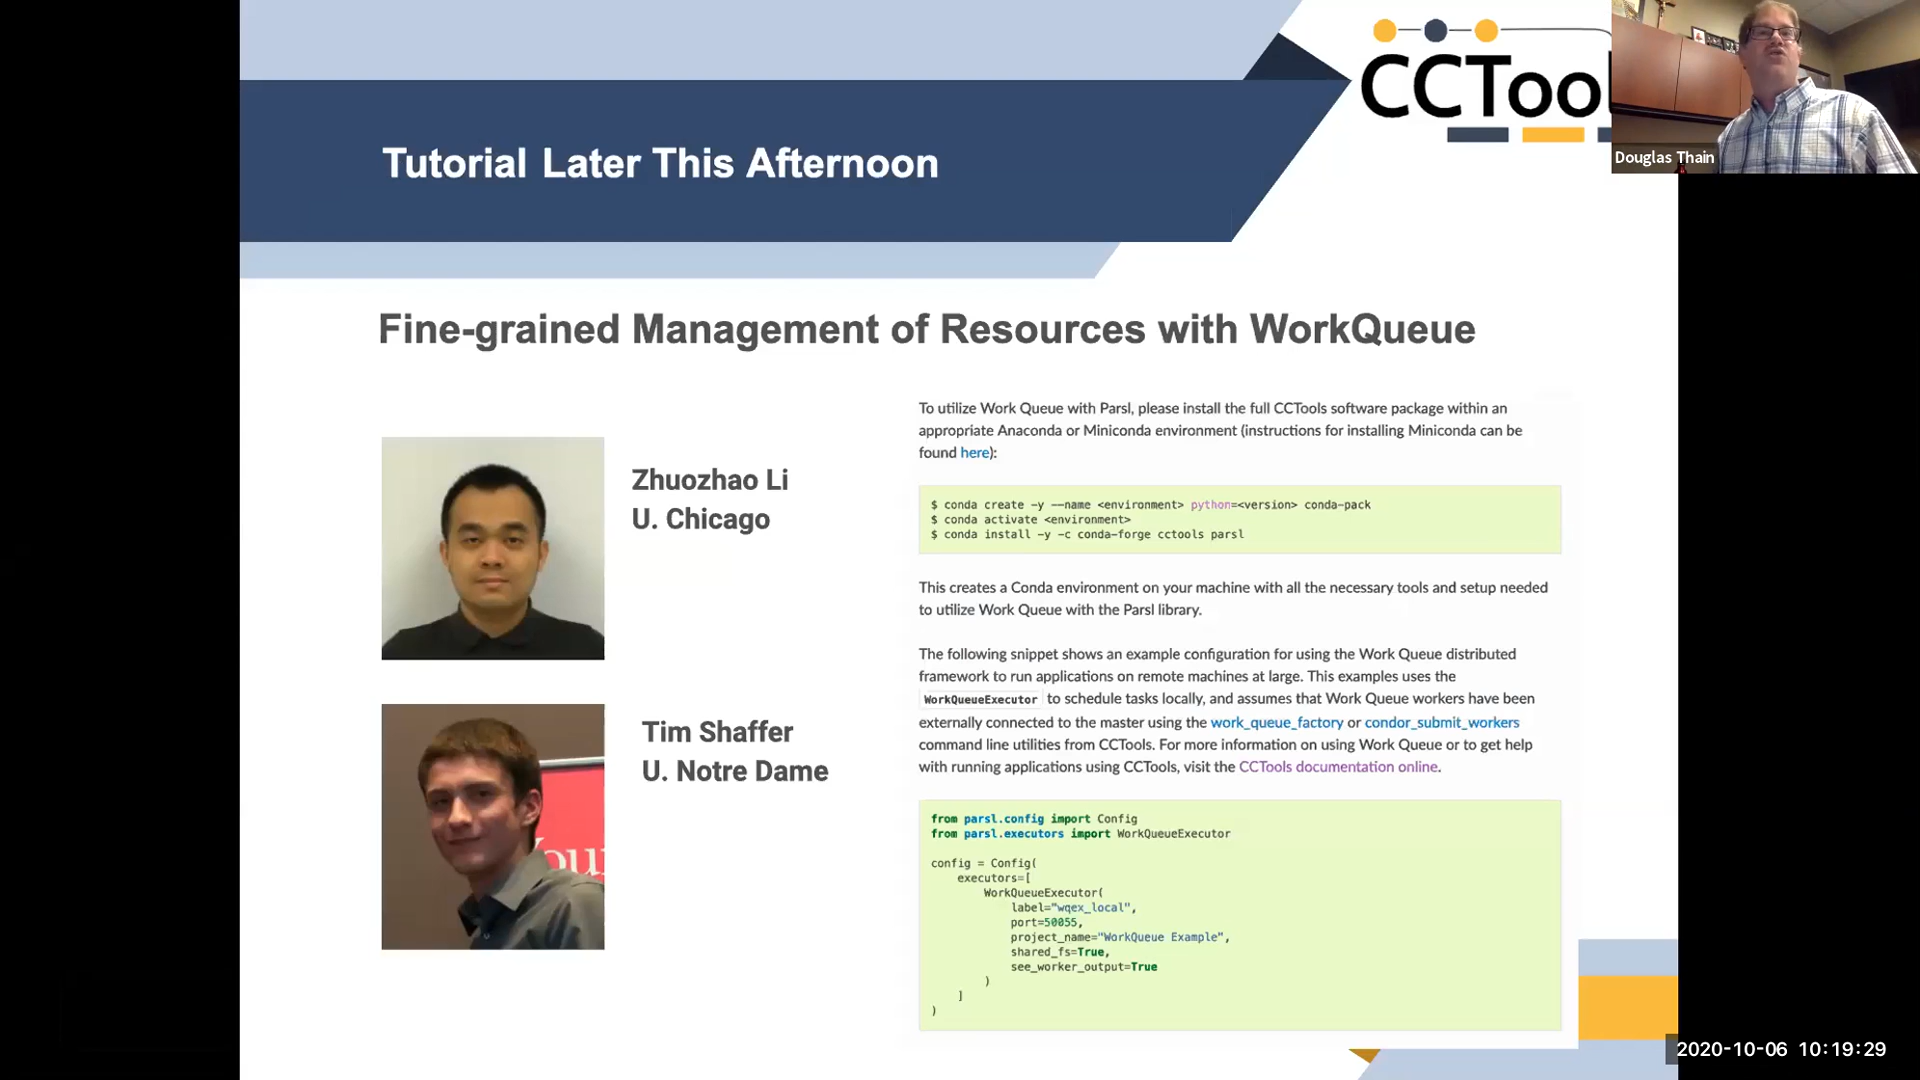 CCTool
Douglas Thain
Tutorial Later This Afternoon
Fine-grained Management of Resources with WorkQueue
Zhuozhao Li
U. Chicago
Tim Shaffer
U. Notre Dame
To utilize Work Queue with Parsl, please install the full CCTools software package within an
appropriate Anaconda or Miniconda environment (instructions for installing Miniconda can be
found here):
$ conda create -y --name <environment> python=<version> conda-pack
$ conda activate <environment>
$ conda install -y -c conda-forge cctools parsl
This creates a Conda environment on your machine with all the necessary tools and setup needed
to utilize Work Queue with the Parsl library.
The following snippet shows an example configuration for using the Work Queue distributed
framework to run applications on remote machines at large. This examples uses the
WorkQueueExecutor to schedule tasks locally, and assumes that Work Queue workers have been
externally connected to the master using the work_queue_factory or condor_submit_workers
command line utilities from CCTools. For more information on using Work Queue or to get help
with running applications using CCTools, visit the CCTools documentation online.
from parsl.config import Config
from parsl.executors import WorkQueueExecutor
config = Config(
executors=[
WorkQueueExecutor(
label="wqex_local",
port=50055,
project_name="WorkQueue Example",
shared_fs=True,
see_worker_output=True
)
]
)
2020-10-06 10:19:29